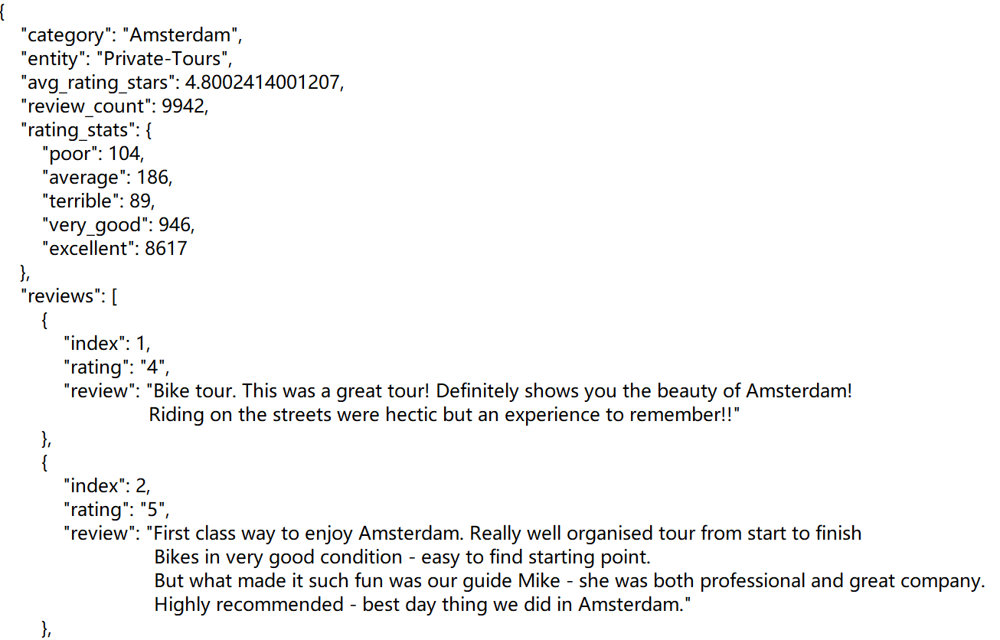 {
"category": "Amsterdam",
"entity": "Private-Tours",
"avg_rating_stars": 4.8002414001207,
"review_count": 9942,
"rating_stats": {
"poor": 104,
"average": 186,
"terrible": 89,
"very_good": 946,
"excellent": 8617
},
"reviews": [
{
"index": 1,
"rating": "4",
"review": "Bike tour. This was a great tour! Definitely shows you the beauty of Amsterdam!
Riding on the streets were hectic but an experience to remember!!"
},
{
"index": 2,
"rating": "5",
"review": "First class way to enjoy Amsterdam. Really well organised tour from start to finish
Bikes in very good condition - easy to find starting point.
But what made it such fun was our guide Mike - she was both professional and great company.
Highly recommended - best day thing we did in Amsterdam."
},